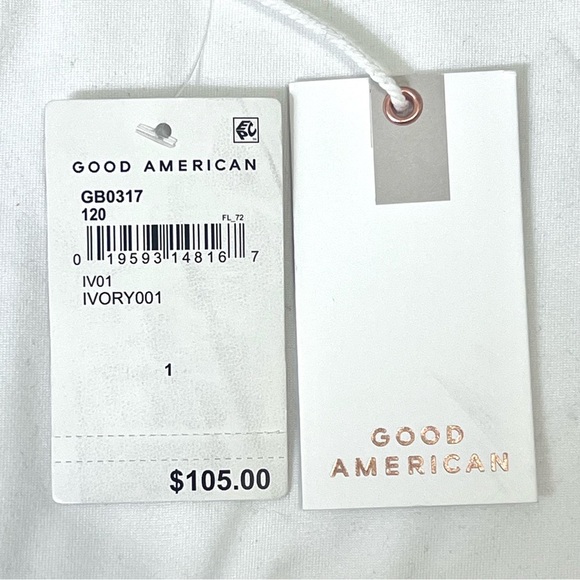 GOOD AMERICAN
GB0317
120
FL_72
0 19593 14816 7
IV01
IVORY001
1
$105.00
GOOD
AMERICAN